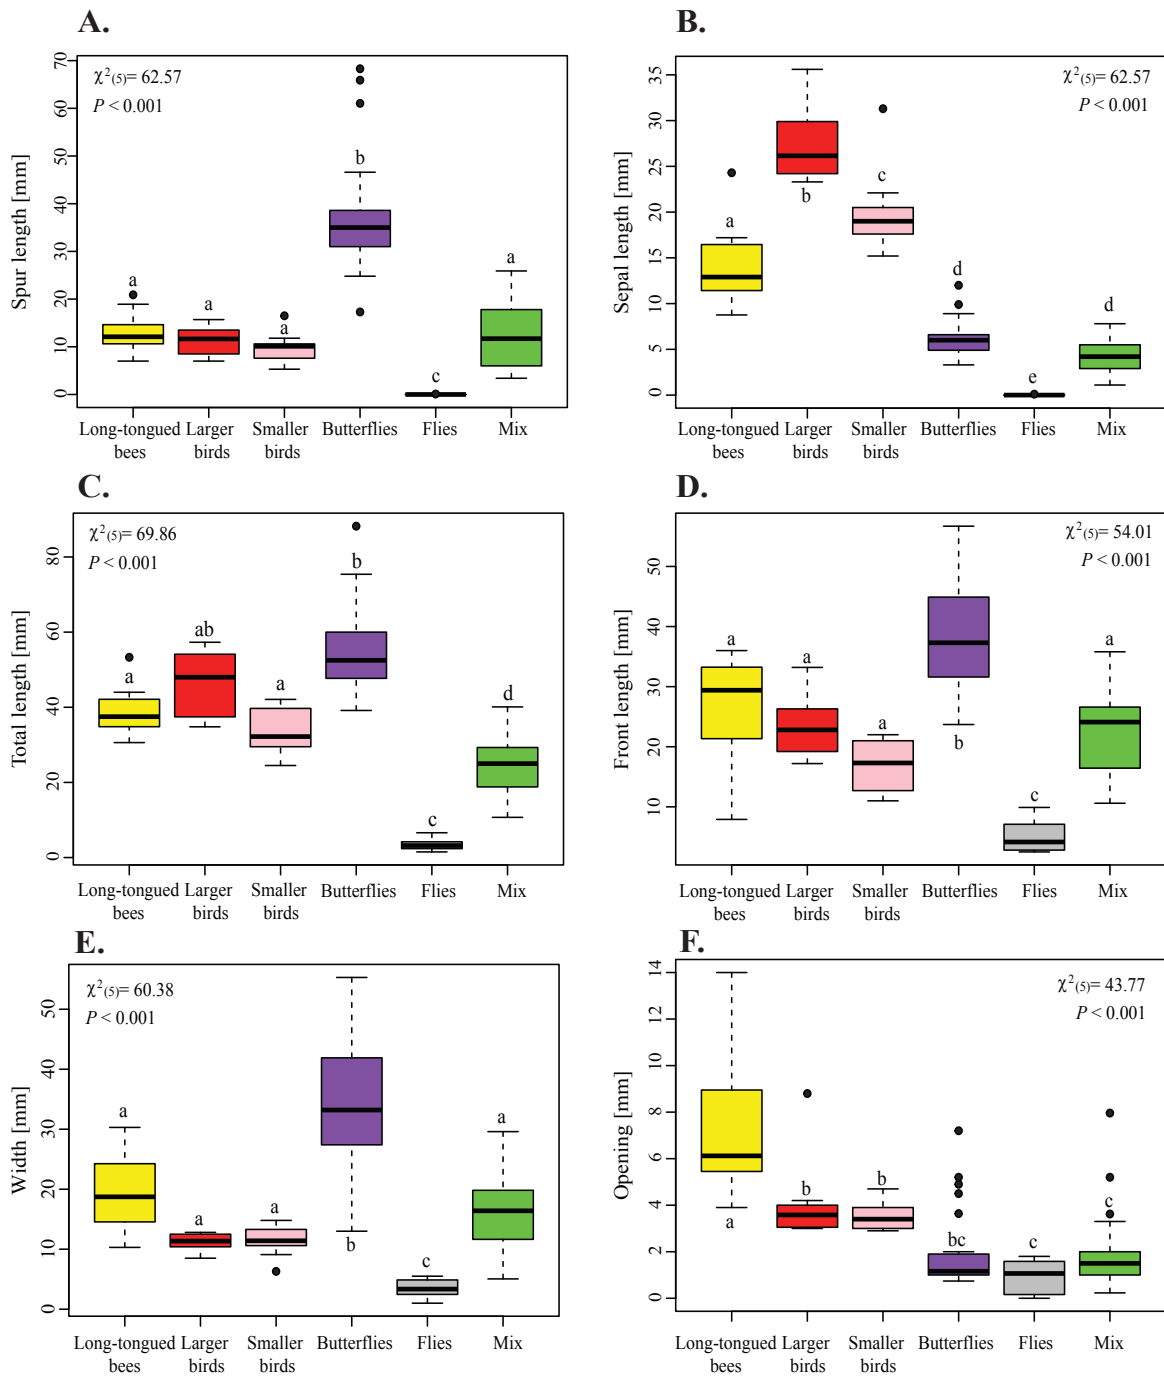 A.
χ²(5)= 62.57
P < 0.001
Spur length [mm]
70
60
50
40
30
20
10
0
a
a
a
b
c
a
Long-tongued bees
Larger birds
Smaller birds
Butterflies
Flies
Mix
B.
χ²(5)= 62.57
P < 0.001
Sepal length [mm]
35
30
25
20
15
10
5
0
a
b
c
d
e
d
Long-tongued bees
Larger birds
Smaller birds
Butterflies
Flies
Mix
C.
χ²(5)= 69.86
P < 0.001
Total length [mm]
80
60
40
20
0
a
ab
a
b
c
d
Long-tongued bees
Larger birds
Smaller birds
Butterflies
Flies
Mix
D.
χ²(5)= 54.01
P < 0.001
Front length [mm]
50
40
30
20
10
a
a
a
b
c
a
Long-tongued bees
Larger birds
Smaller birds
Butterflies
Flies
Mix
E.
χ²(5)= 60.38
P < 0.001
Width [mm]
50
40
30
20
10
0
a
a
a
b
c
a
Long-tongued bees
Larger birds
Smaller birds
Butterflies
Flies
Mix
F.
χ²(5)= 43.77
P < 0.001
Opening [mm]
14
12
10
8
6
4
2
0
a
b
b
bc
c
c
Long-tongued bees
Larger birds
Smaller birds
Butterflies
Flies
Mix